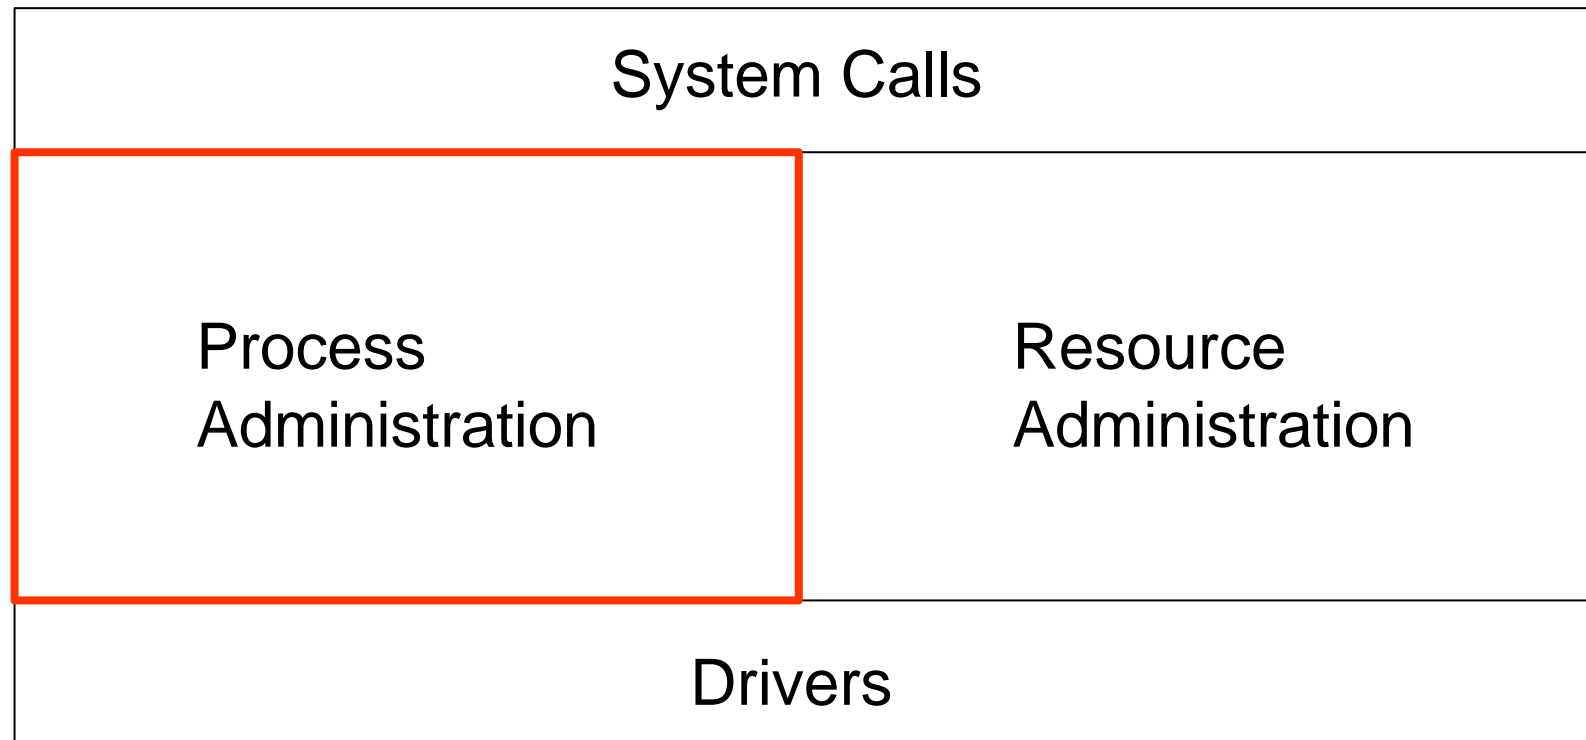 System Calls
Process
Administration
Resource
Administration
Drivers